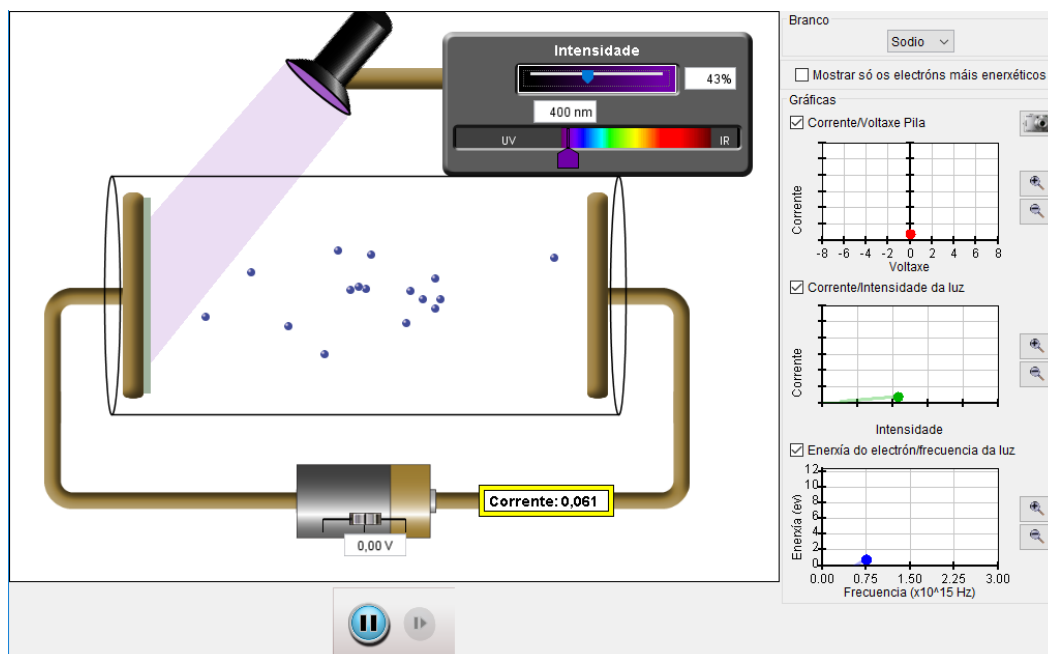 Intensidade
43%
400 nm
UV
IR
Corrente: 0,061
0,00 V
Branco
Sodio
Mostrar só os electróns máis enerxéticos
Gráficas
Corrente/Voltaxe Pila
Corrente
-8 -6 -4 -2 0 2 4 6 8
Voltaxe
Corrente/Intensidade da luz
Corrente
Intensidade
Enerxía do electrón/frecuencia da luz
Enerxía (ev)
12
10
8
6
4
2
0
0.00 0.75 1.50 2.25 3.00
Frecuencia (x10^15 Hz)